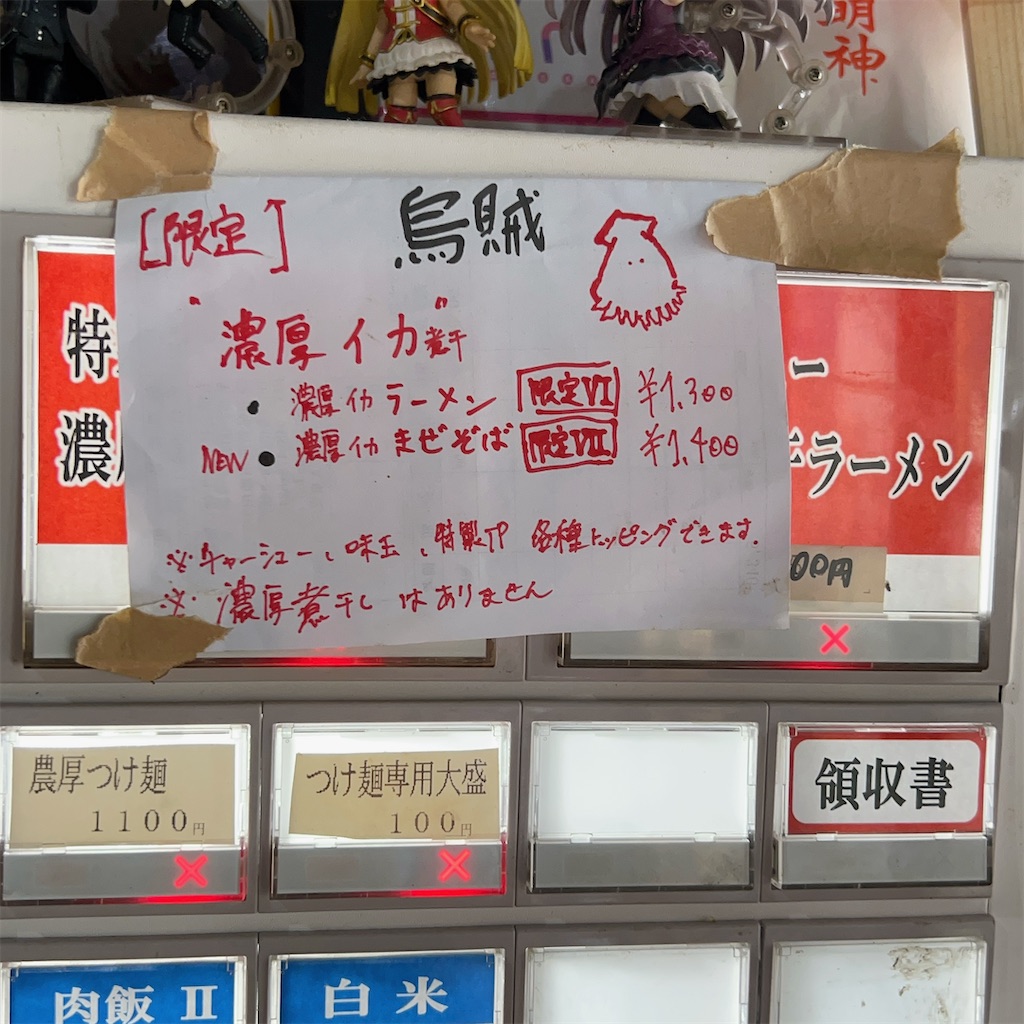 萌神
[限定] 烏賊
"濃厚イカ煮干"
• 濃厚イカラーメン 限定VI ¥1,300
NEW • 濃厚イカまぜそば 限定VII ¥1,400
※チャーシュー、味玉、特製TP 各種トッピングできます.
※濃厚煮干しはありません
特
濃
ー
ラーメン
00円
×
濃厚つけ麺
1100円
×
つけ麺専用大盛
100円
×
領収書
肉飯 II
白米